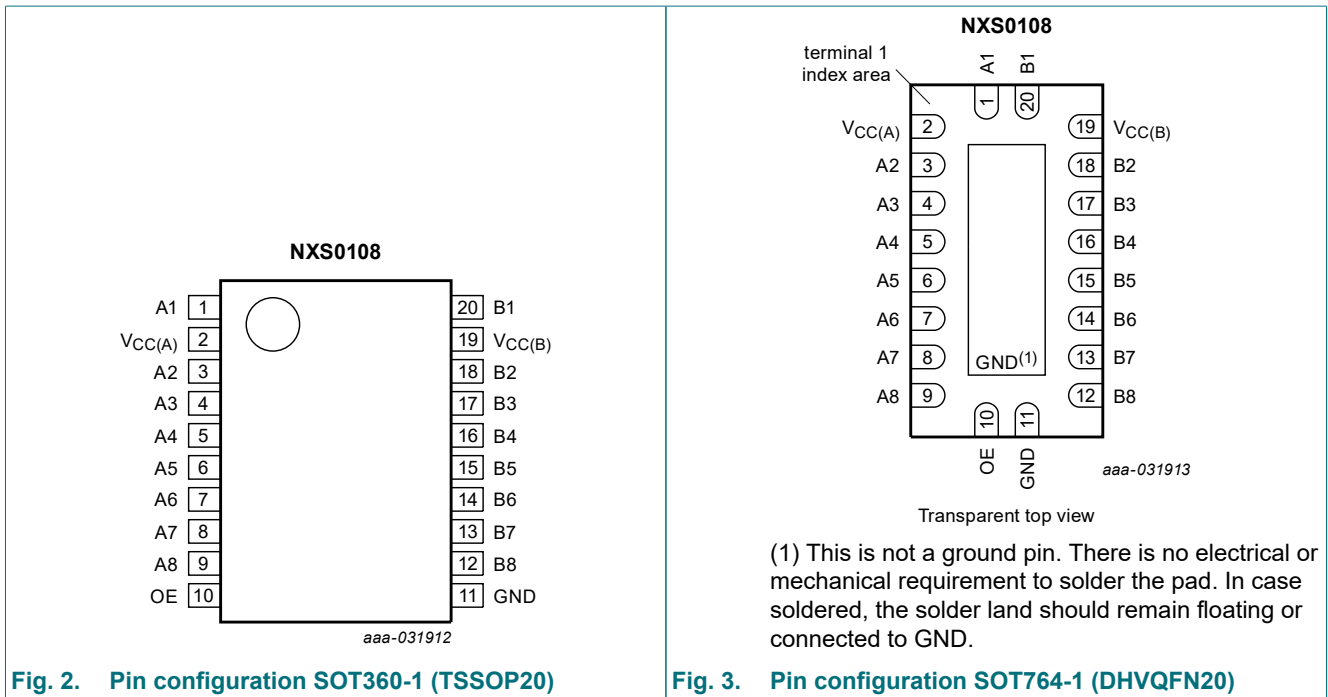 NXS0108
A1 1
VCC(A) 2
A2 3
A3 4
A4 5
A5 6
A6 7
A7 8
A8 9
OE 10
20 B1
19 VCC(B)
18 B2
17 B3
16 B4
15 B5
14 B6
13 B7
12 B8
11 GND
aaa-031912
Fig. 2. Pin configuration SOT360-1 (TSSOP20)
NXS0108
terminal 1
index area
A1 B1
1 20
VCC(A) 2
A2 3
A3 4
A4 5
A5 6
A6 7
A7 8
A8 9
19 VCC(B)
18 B2
17 B3
16 B4
15 B5
14 B6
13 B7
12 B8
GND(1)
10 11
OE GND
aaa-031913
Transparent top view
(1) This is not a ground pin. There is no electrical or
mechanical requirement to solder the pad. In case
soldered, the solder land should remain floating or
connected to GND.
Fig. 3. Pin configuration SOT764-1 (DHVQFN20)